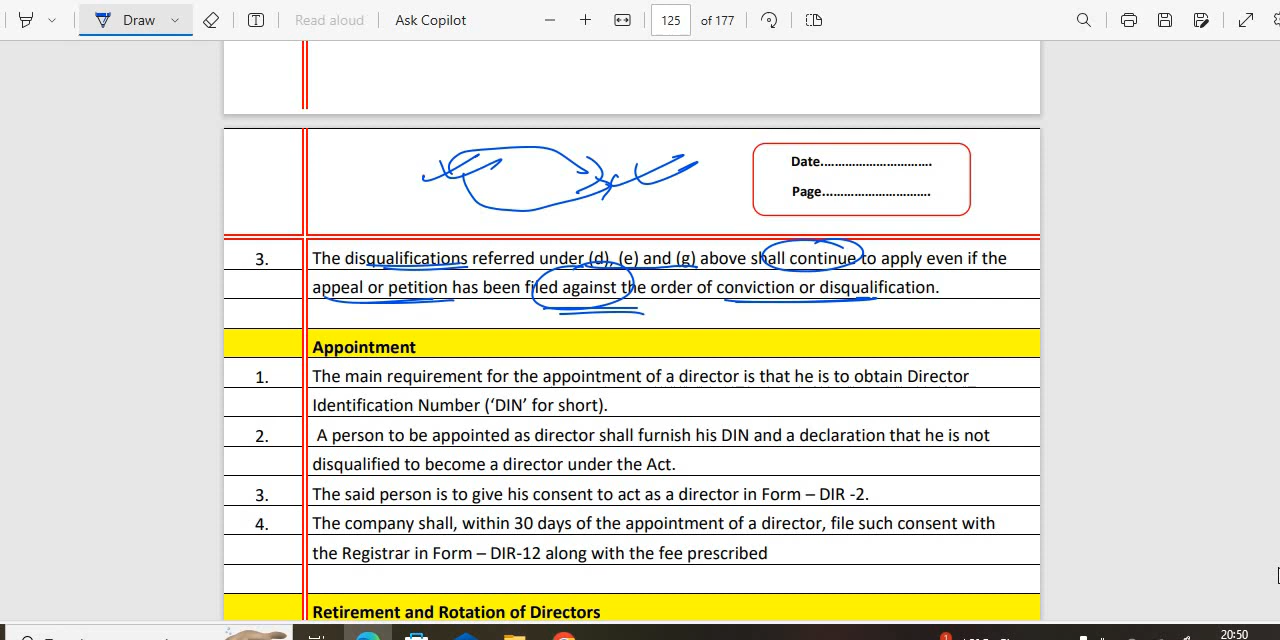 Draw
Read aloud
Ask Copilot
125 of 177
Date..............................
Page.............................
3. The disqualifications referred under (d), (e) and (g) above shall continue to apply even if the
appeal or petition has been filed against the order of conviction or disqualification.
Appointment
1. The main requirement for the appointment of a director is that he is to obtain Director
Identification Number (‘DIN’ for short).
2. A person to be appointed as director shall furnish his DIN and a declaration that he is not
disqualified to become a director under the Act.
3. The said person is to give his consent to act as a director in Form – DIR -2.
4. The company shall, within 30 days of the appointment of a director, file such consent with
the Registrar in Form – DIR-12 along with the fee prescribed
Retirement and Rotation of Directors
1
20:50